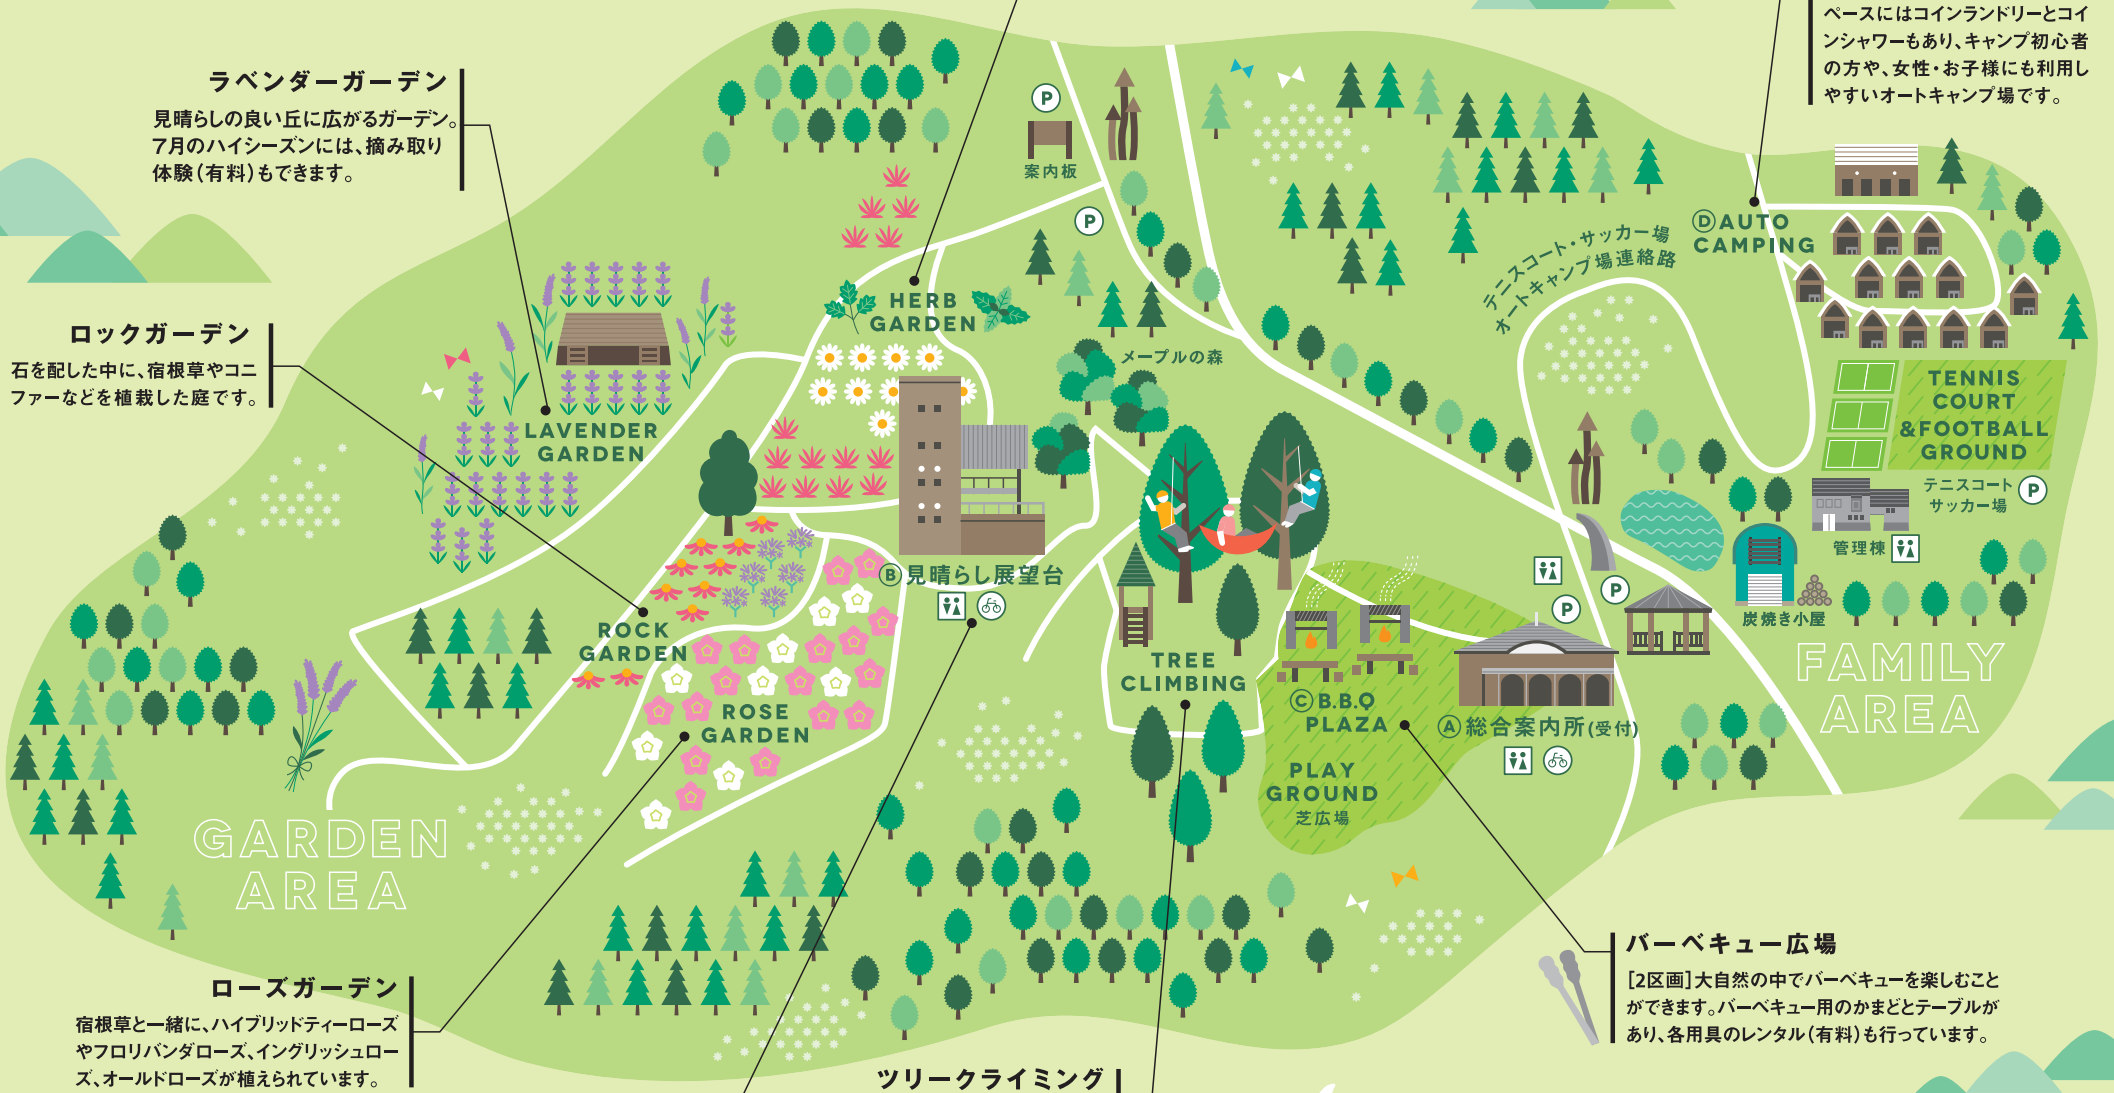 ペースにはコインランドリーとコイ
ンシャワーもあり、キャンプ初心者
の方や、女性・お子様にも利用し
やすいオートキャンプ場です。
ラベンダーガーデン
見晴らしの良い丘に広がるガーデン。
7月のハイシーズンには、摘み取り
体験(有料)もできます。
P
案内板
P
ⒹAUTO
CAMPING
テニスコート・サッカー場
オートキャンプ場連絡路
HERB
GARDEN
ロックガーデン
石を配した中に、宿根草やコニ
ファーなどを植栽した庭です。
メープルの森
TENNIS
COURT
&FOOTBALL
GROUND
LAVENDER
GARDEN
テニスコート
サッカー場
P
管理棟
Ⓑ見晴らし展望台
P
P
炭焼き小屋
ROCK
GARDEN
TREE
CLIMBING
FAMILY
AREA
ROSE
GARDEN
ⒸB.B.Q
PLAZA
Ⓐ総合案内所(受付)
PLAY
GROUND
芝広場
GARDEN
AREA
バーベキュー広場
[2区画]大自然の中でバーベキューを楽しむこと
ができます。バーベキュー用のかまどとテーブルが
あり、各用具のレンタル(有料)も行っています。
ローズガーデン
宿根草と一緒に、ハイブリッドティーローズ
やフロリバンダローズ、イングリッシュロー
ズ、オールドローズが植えられています。
ツリークライミング